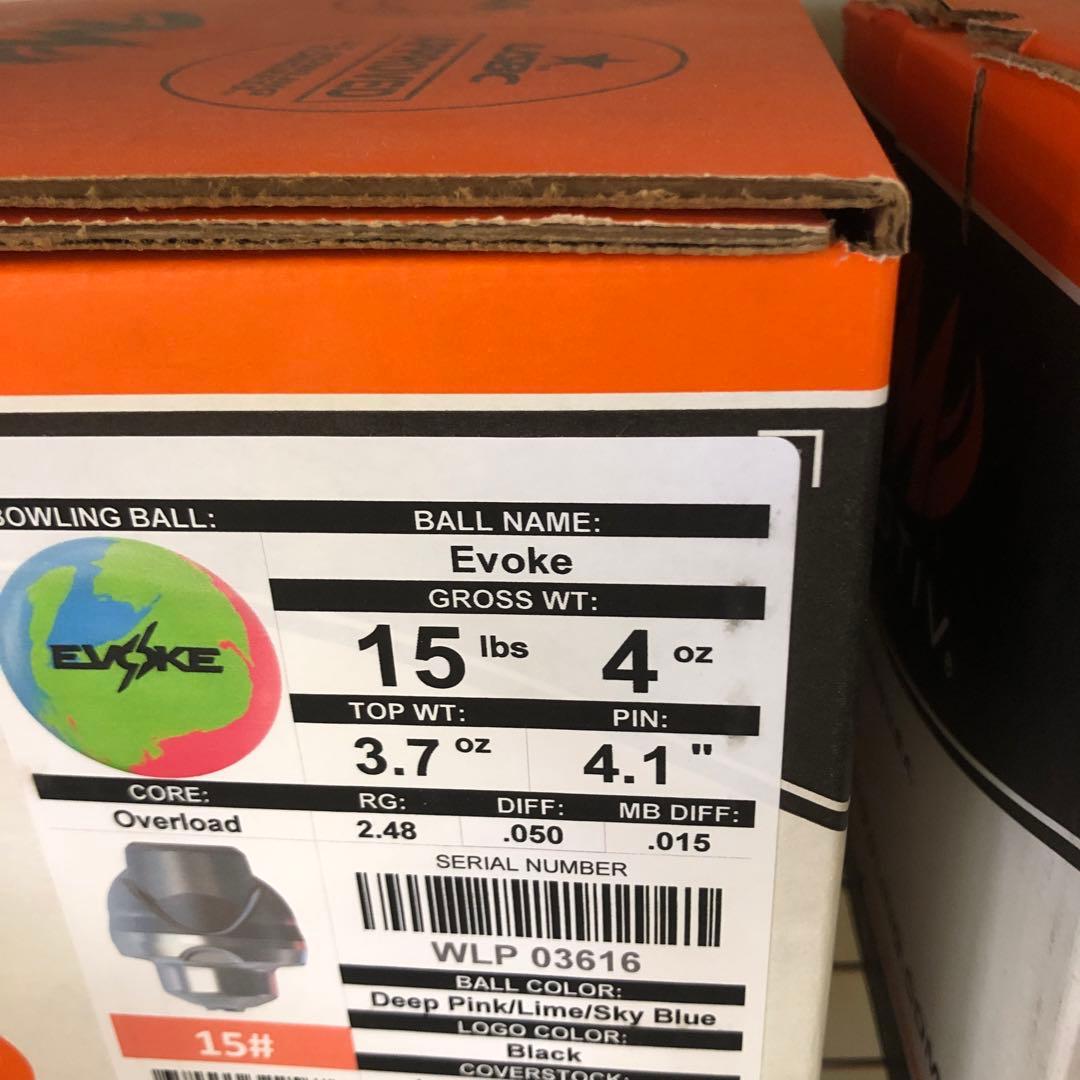 USBC
APPROVED
BOWLING BALL:
BALL NAME:
Evoke
EVOKE
GROSS WT:
15 lbs 4 oz
TOP WT: PIN:
3.7 oz 4.1 "
CORE: RG: DIFF: MB DIFF:
Overload 2.48 .050 .015
SERIAL NUMBER
WLP 03616
BALL COLOR:
Deep Pink/Lime/Sky Blue
LOGO COLOR:
Black
15#
COVERSTOCK: